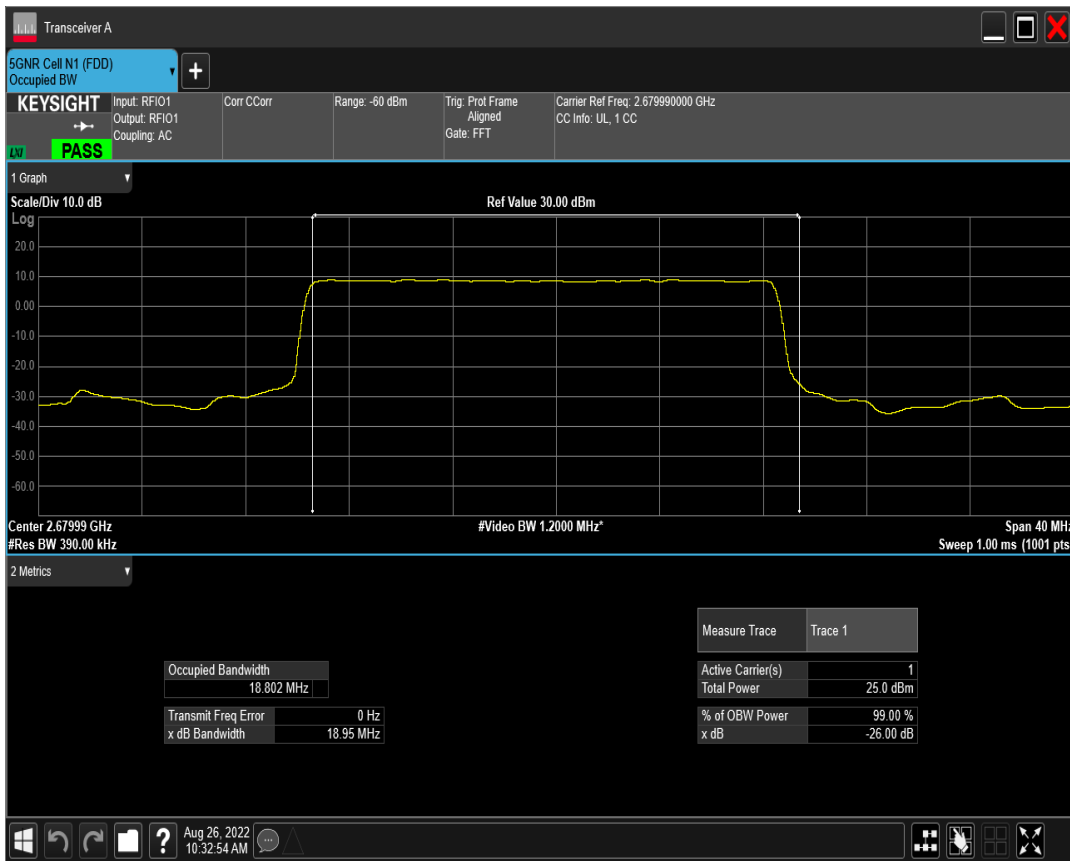 Transceiver A
5GNR Cell N1 (FDD)
Occupied BW
+
KEYSIGHT
LXI
PASS
Input: RFIO1
Output: RFIO1
Coupling: AC
Corr CCorr
Range: -60 dBm
Trig: Prot Frame
Aligned
Gate: FFT
Carrier Ref Freq: 2.679990000 GHz
CC Info: UL, 1 CC
1 Graph
Scale/Div 10.0 dB
Ref Value 30.00 dBm
Log
20.0
10.0
0.00
-10.0
-20.0
-30.0
-40.0
-50.0
-60.0
Center 2.67999 GHz
#Video BW 1.2000 MHz*
Span 40 MHz
#Res BW 390.00 kHz
Sweep 1.00 ms (1001 pts
2 Metrics
Measure Trace Trace 1
Occupied Bandwidth
18.802 MHz
Active Carrier(s) 1
Total Power 25.0 dBm
Transmit Freq Error 0 Hz
x dB Bandwidth 18.95 MHz
% of OBW Power 99.00 %
x dB -26.00 dB
?
Aug 26, 2022
10:32:54 AM